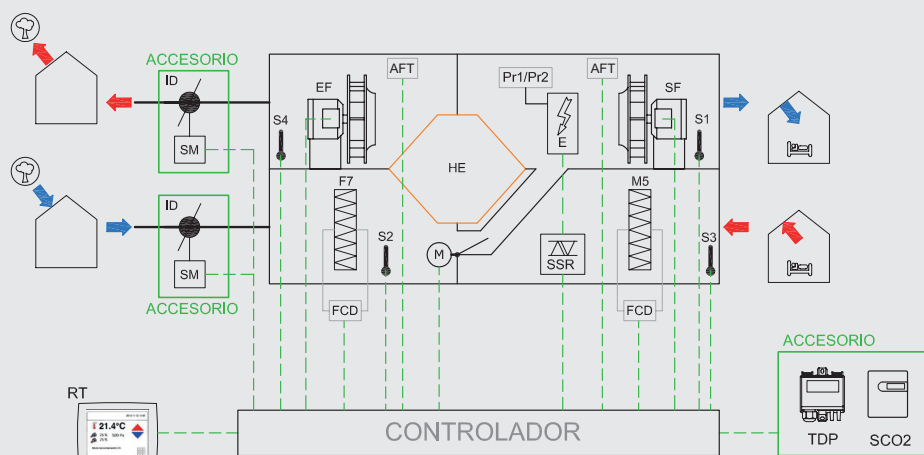 ACCESORIO
ID
SM
EF
AFT
Pr1/Pr2
AFT
SF
S4
E
S1
HE
ID
SM
ACCESORIO
F7
S2
M
SSR
M5
S3
FCD
FCD
ACCESORIO
RT
21.4°C
CONTROLADOR
TDP
SCO2